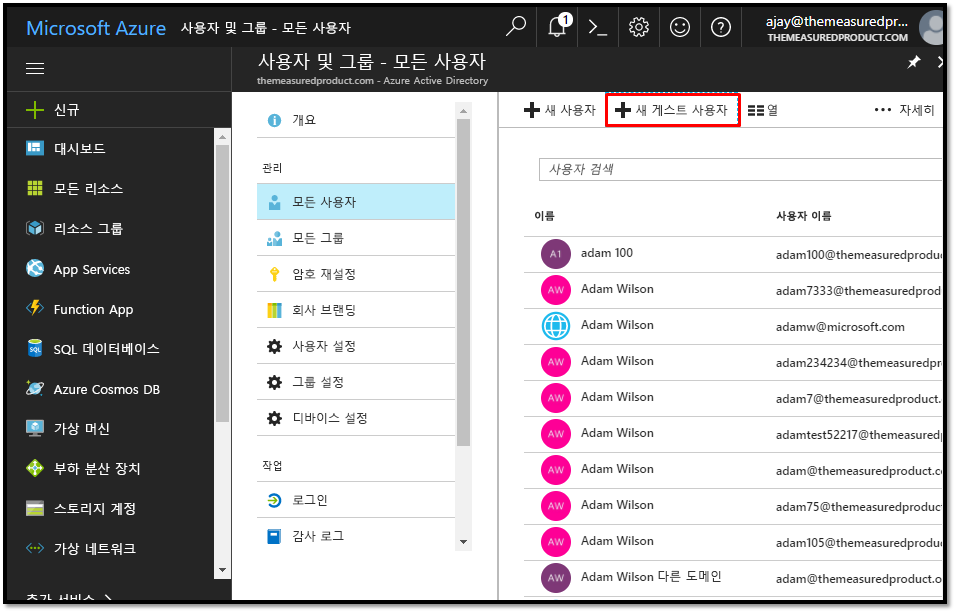 Microsoft Azure 사용자 및 그룹 - 모든 사용자
1
ajay@themeasuredpr...
THEMEASUREDPRODUCT.COM
사용자 및 그룹 - 모든 사용자
themeasuredproduct.com - Azure Active Directory
신규
대시보드
모든 리소스
리소스 그룹
App Services
Function App
SQL 데이터베이스
Azure Cosmos DB
가상 머신
부하 분산 장치
스토리지 계정
가상 네트워크
추가 서비스 >
개요
관리
모든 사용자
모든 그룹
암호 재설정
회사 브랜딩
사용자 설정
그룹 설정
디바이스 설정
작업
로그인
감사 로그
새 사용자 새 게스트 사용자 열 ••• 자세히
사용자 검색
이름 사용자 이름
A1 adam 100 adam100@themeasuredprodu
AW Adam Wilson adam7333@themeasuredprod
Adam Wilson adamw@microsoft.com
AW Adam Wilson adam234234@themeasuredpr
AW Adam Wilson adam7@themeasuredproduct.
AW Adam Wilson adamtest52217@themeasured
AW Adam Wilson adam@themeasuredproduct.c
AW Adam Wilson adam75@themeasuredproduct
AW Adam Wilson adam105@themeasuredprodu
AW Adam Wilson 다른 도메인 adam@themeasuredproduct.o